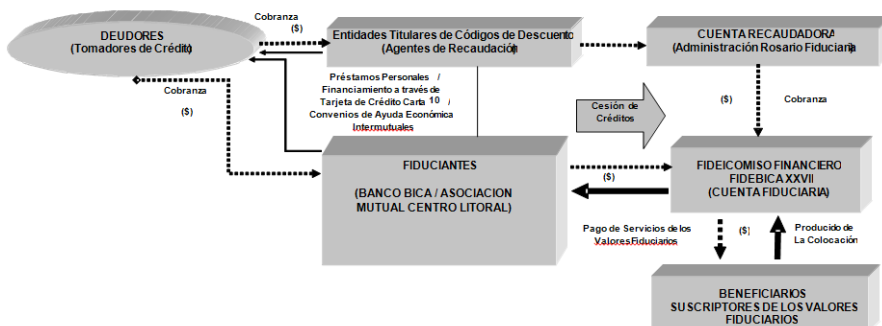 DEUDORES
(Tomadores de Crédito)
Cobranza
($)
Entidades Titulares de Códigos de Descuento
(Agentes de Recaudación)
CUENTA RECAUDADORA
(Administración Rosario Fiduciaria)
Cobranza
($)
Préstamos Personales /
Financiamiento a través de
Tarjeta de Crédito Carta 10 /
Convenios de Ayuda Económica
Intermutuales
Cesión de
Créditos
($)
Cobranza
FIDUCIANTES
(BANCO BICA / ASOCIACION
MUTUAL CENTRO LITORAL)
($)
FIDEICOMISO FINANCIERO
FIDEBICA XXVII
(CUENTA FIDUCIARIA)
Pago de Servicios de los
Valores Fiduciarios
($)
Producido de
La Colocación
BENEFICIARIOS
SUSCRIPTORES DE LOS VALORES
FIDUCIARIOS